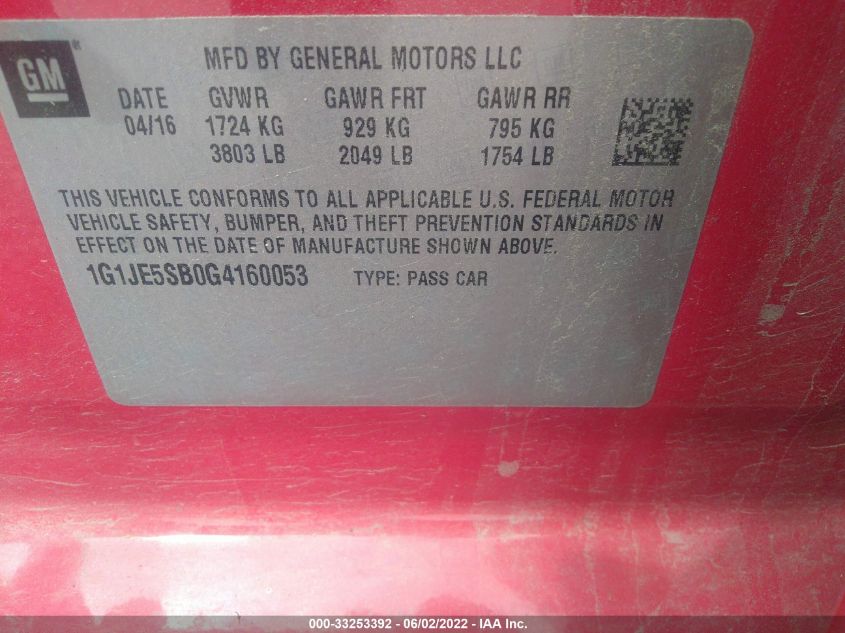 GM ®
MFD BY GENERAL MOTORS LLC
DATE GVWR GAWR FRT GAWR RR
04/16 1724 KG 929 KG 795 KG
3803 LB 2049 LB 1754 LB
THIS VEHICLE CONFORMS TO ALL APPLICABLE U.S. FEDERAL MOTOR
VEHICLE SAFETY, BUMPER, AND THEFT PREVENTION STANDARDS IN
EFFECT ON THE DATE OF MANUFACTURE SHOWN ABOVE.
1G1JE5SB0G4160053 TYPE: PASS CAR
000-33253392 - 06/02/2022 - IAA Inc.